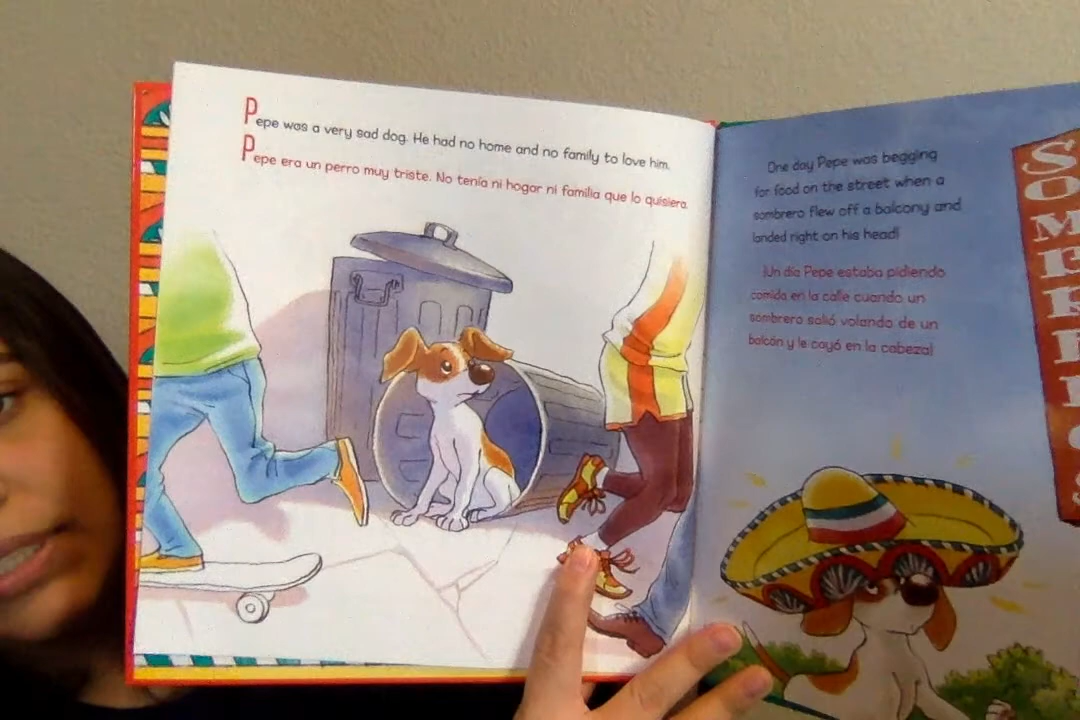 Pepe was a very sad dog. He had no home and no family to love him.
Pepe era un perro muy triste. No tenía ni hogar ni familia que lo quisiera.
One day Pepe was begging
for food on the street when a
sombrero flew off a balcony and
landed right on his head!
¡Un día Pepe estaba pidiendo
comida en la calle cuando un
sombrero salió volando de un
balcón y le cayó en la cabeza!
SOMBREROS